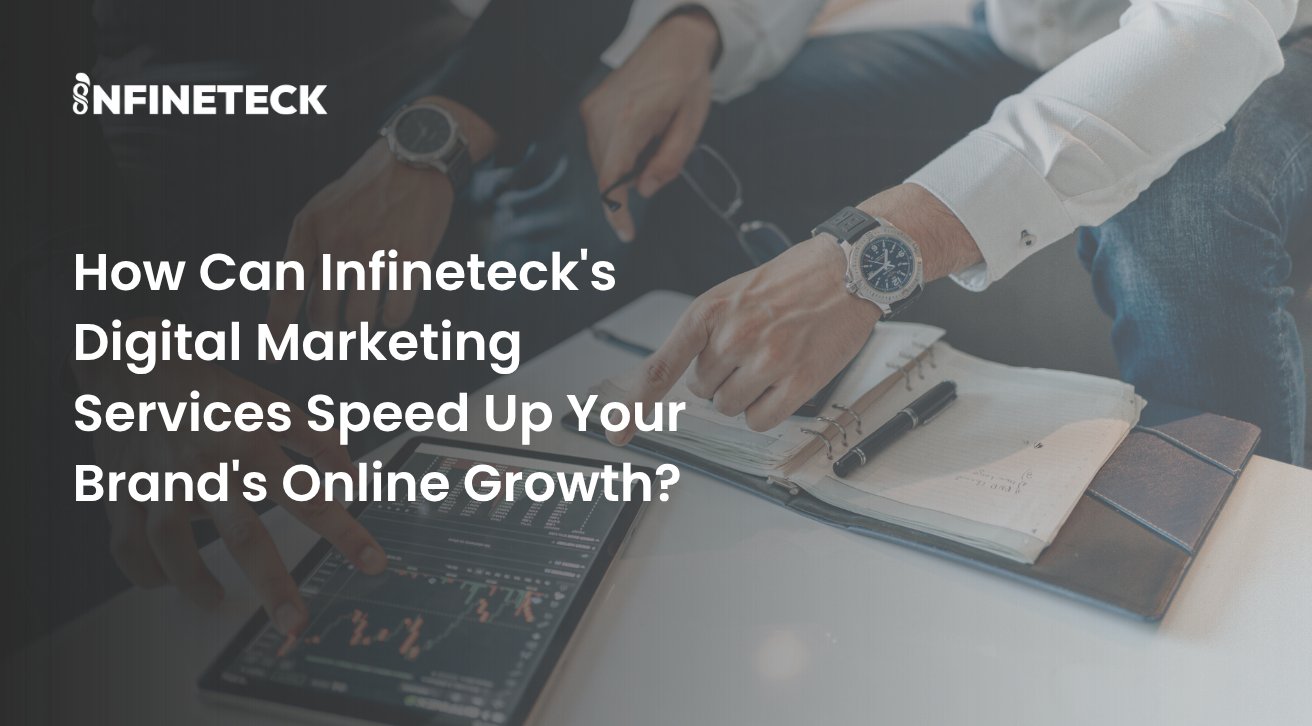 INFINETECK
How Can Infineteck's
Digital Marketing
Services Speed Up Your
Brand's Online Growth?